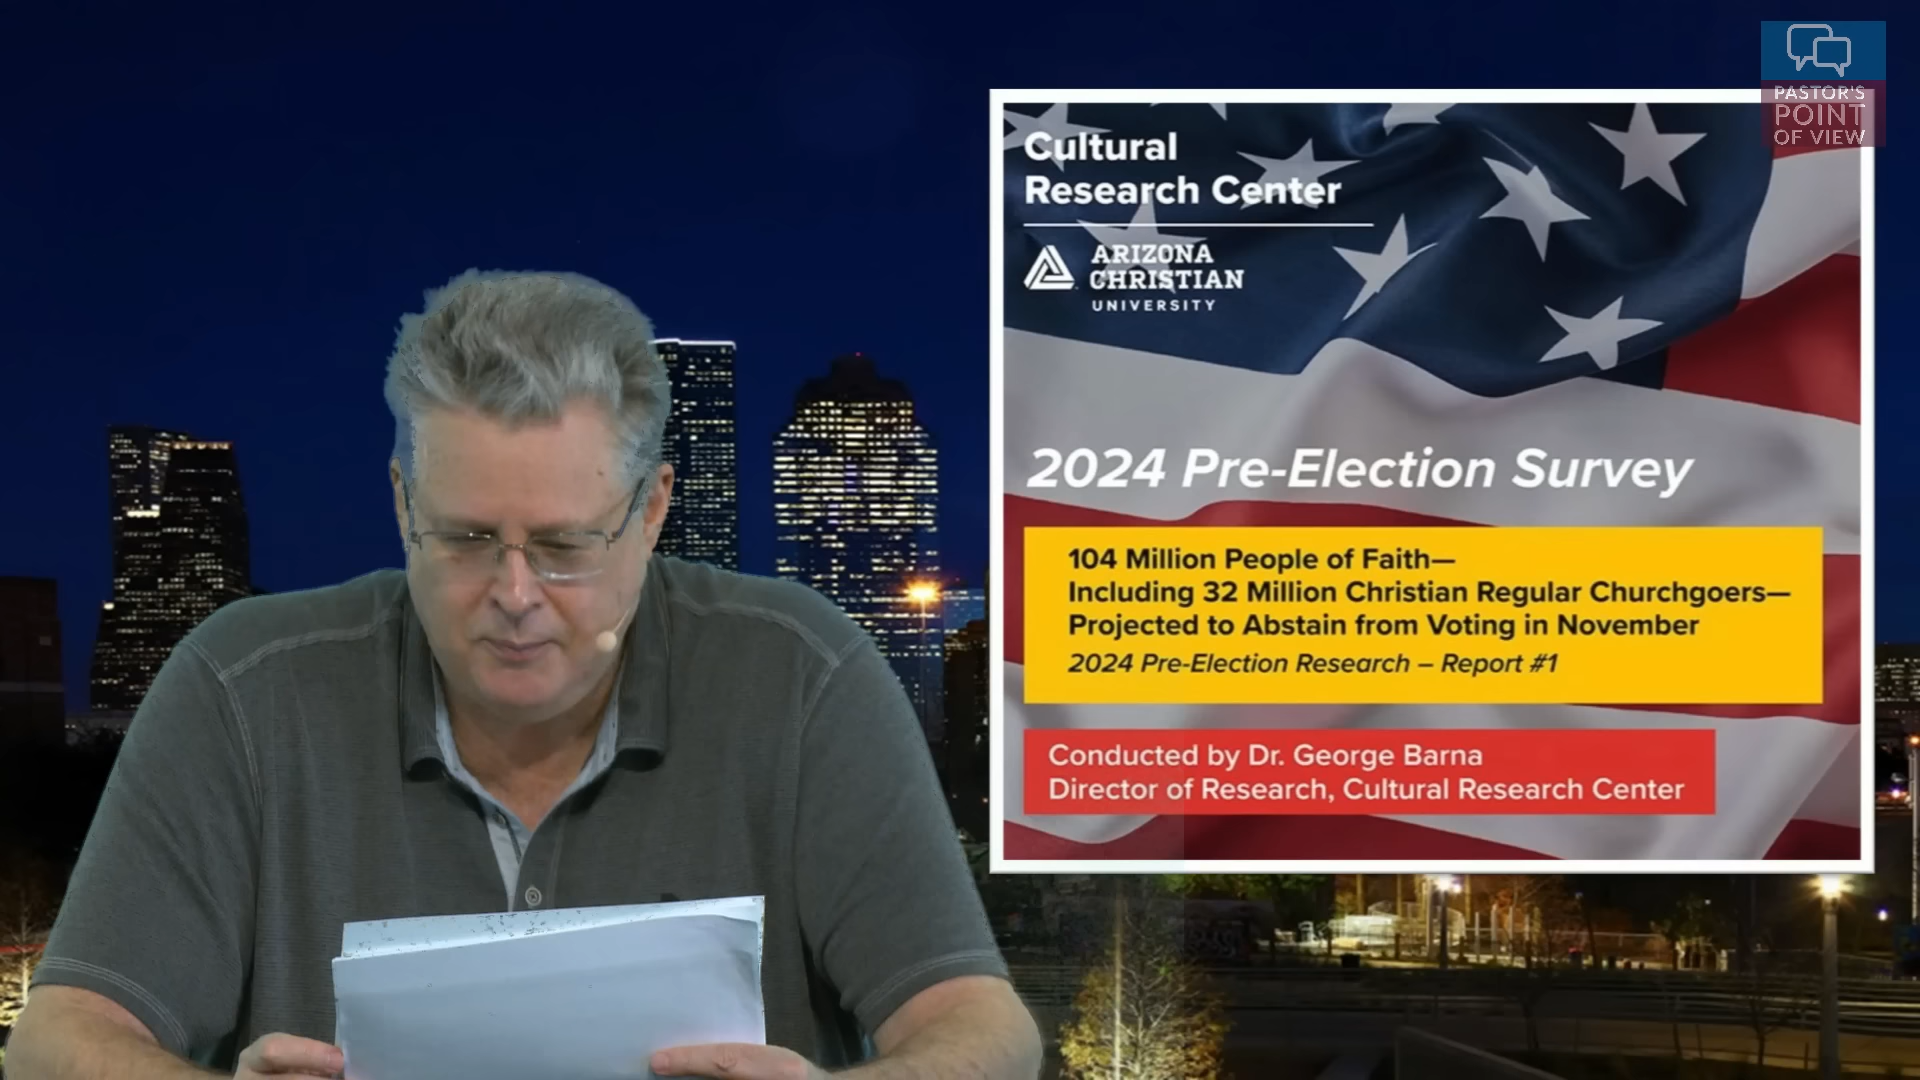 PASTOR'S
POINT
OF VIEW
Cultural
Research Center
ARIZONA
CHRISTIAN
UNIVERSITY
2024 Pre-Election Survey
104 Million People of Faith—
Including 32 Million Christian Regular Churchgoers—
Projected to Abstain from Voting in November
2024 Pre-Election Research – Report #1
Conducted by Dr. George Barna
Director of Research, Cultural Research Center